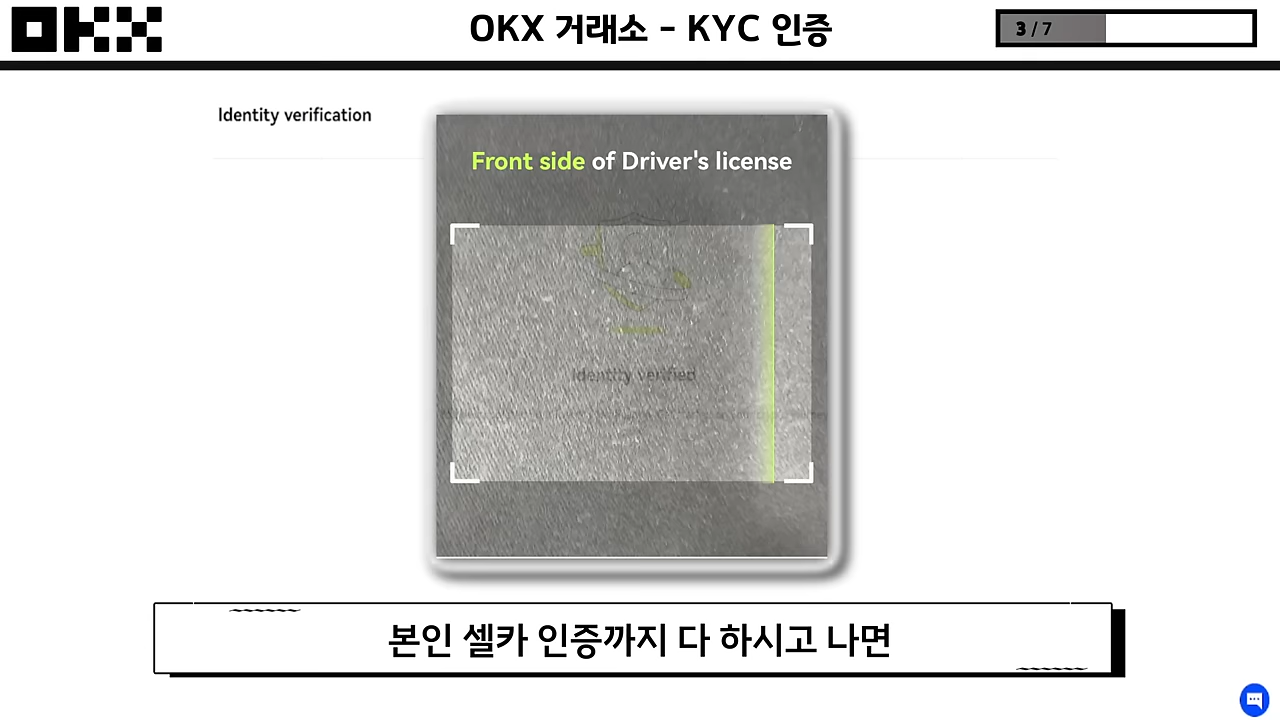 OKX
OKX 거래소 - KYC 인증
3 / 7
Identity verification
Front side of Driver's license
Identity verified
본인 셀카 인증까지 다 하시고 나면